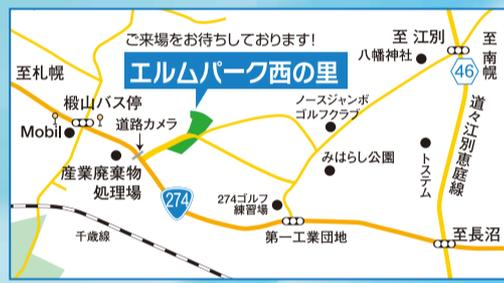 ご来場をお待ちしております!
エルムパーク西の里
至 江別
八幡神社
至南幌
46
至札幌
椴山バス停
Mobil
道路カメラ
ノースジャンボ
ゴルフクラブ
道々江別恵庭線
みはらし公園
トステム
産業廃棄物
処理場
274
274ゴルフ
練習場
千歳線
第一工業団地
至長沼